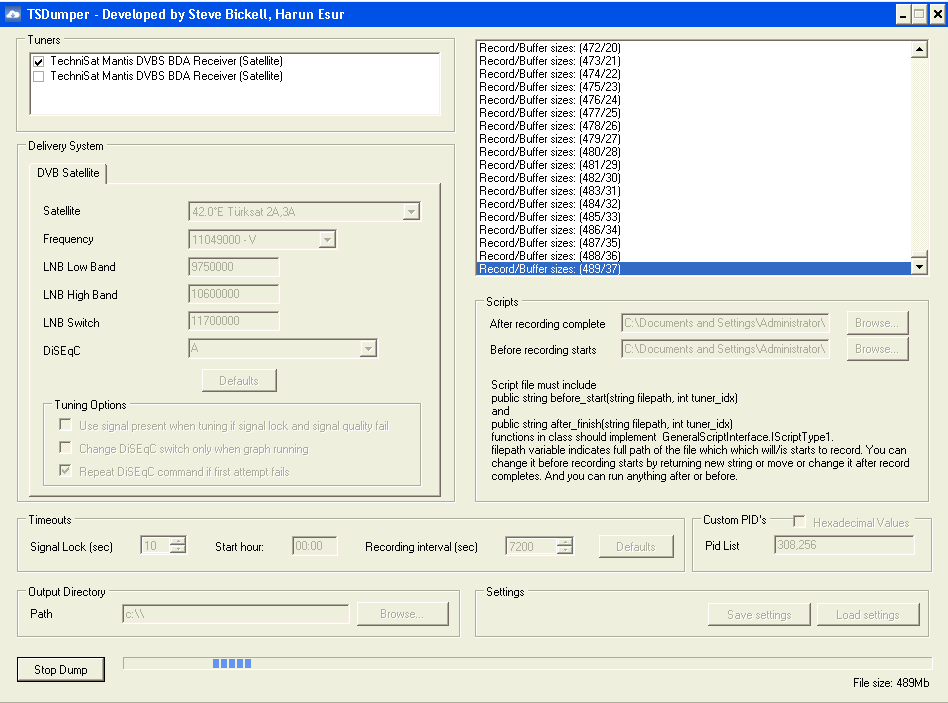 TSDumper - Developed by Steve Bickell, Harun Esur
Tuners
TechniSat Mantis DVBS BDA Receiver (Satellite)
TechniSat Mantis DVBS BDA Receiver (Satellite)
Delivery System
DVB Satellite
Satellite
42.0°E Türksat 2A,3A
Frequency
11049000 - V
LNB Low Band
9750000
LNB High Band
10600000
LNB Switch
11700000
DiSEqC
A
Defaults
Tuning Options
Use signal present when tuning if signal lock and signal quality fail
Change DiSEqC switch only when graph running
Repeat DiSEqC command if first attempt fails
Record/Buffer sizes: (472/20)
Record/Buffer sizes: (473/21)
Record/Buffer sizes: (474/22)
Record/Buffer sizes: (475/23)
Record/Buffer sizes: (476/24)
Record/Buffer sizes: (477/25)
Record/Buffer sizes: (478/26)
Record/Buffer sizes: (479/27)
Record/Buffer sizes: (480/28)
Record/Buffer sizes: (481/29)
Record/Buffer sizes: (482/30)
Record/Buffer sizes: (483/31)
Record/Buffer sizes: (484/32)
Record/Buffer sizes: (485/33)
Record/Buffer sizes: (486/34)
Record/Buffer sizes: (487/35)
Record/Buffer sizes: (488/36)
Record/Buffer sizes: (489/37)
Scripts
After recording complete
C:\Documents and Settings\Administrator\
Browse...
Before recording starts
C:\Documents and Settings\Administrator\
Browse...
Script file must include
public string before_start(string filepath, int tuner_idx)
and
public string after_finish(string filepath, int tuner_idx)
functions in class should implement GeneralScriptInterface.IScriptType1.
filepath variable indicates full path of the file which which will/is starts to record. You can
change it before recording starts by returning new string or move or change it after record
completes. And you can run anything after or before.
Timeouts
Signal Lock (sec)
10
Start hour:
00:00
Recording interval (sec)
7200
Defaults
Custom PID's
Hexadecimal Values
Pid List
308,256
Output Directory
Path
c:\\
Browse...
Settings
Save settings
Load settings
Stop Dump
File size: 489Mb